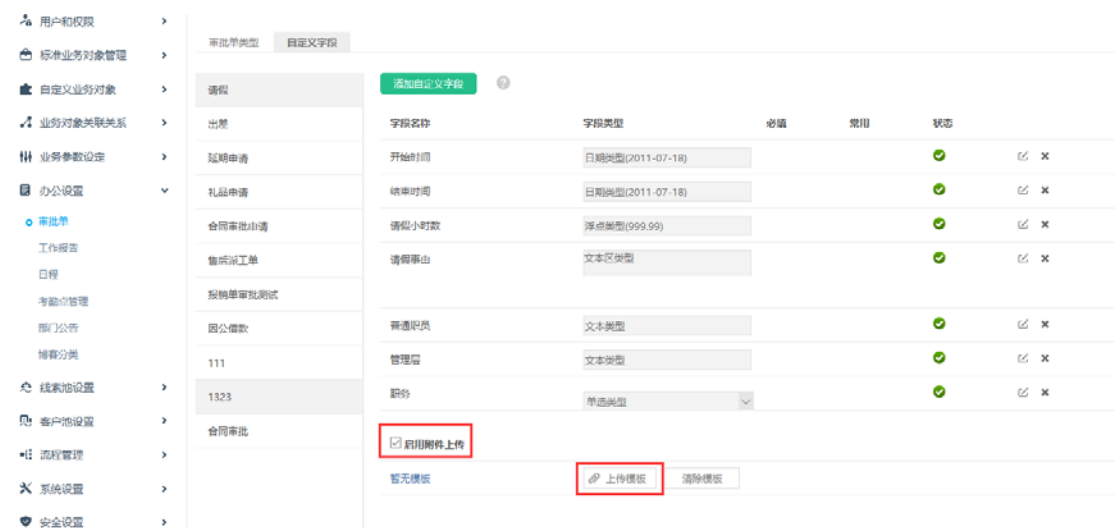 用户和权限
标准业务对象管理
自定义业务对象
业务对象关联关系
业务参数设定
办公设置
审批单
工作报告
日程
考勤点管理
部门公告
博客分类
线索池设置
客户池设置
流程管理
系统设置
安全设置
审批单类型 自定义字段
请假
出差
延期申请
礼品申请
合同审批申请
售后派工单
报销单审批测试
因公借款
111
1323
合同审批
添加自定义字段
字段名称 字段类型 必填 常用 状态
开始时间 日期类型(2011-07-18)
结束时间 日期类型(2011-07-18)
请假小时数 浮点类型(999.99)
请假事由 文本区类型
普通职员 文本类型
管理层 文本类型
职务 单选类型
启用附件上传
暂无模板 上传模板 清除模板